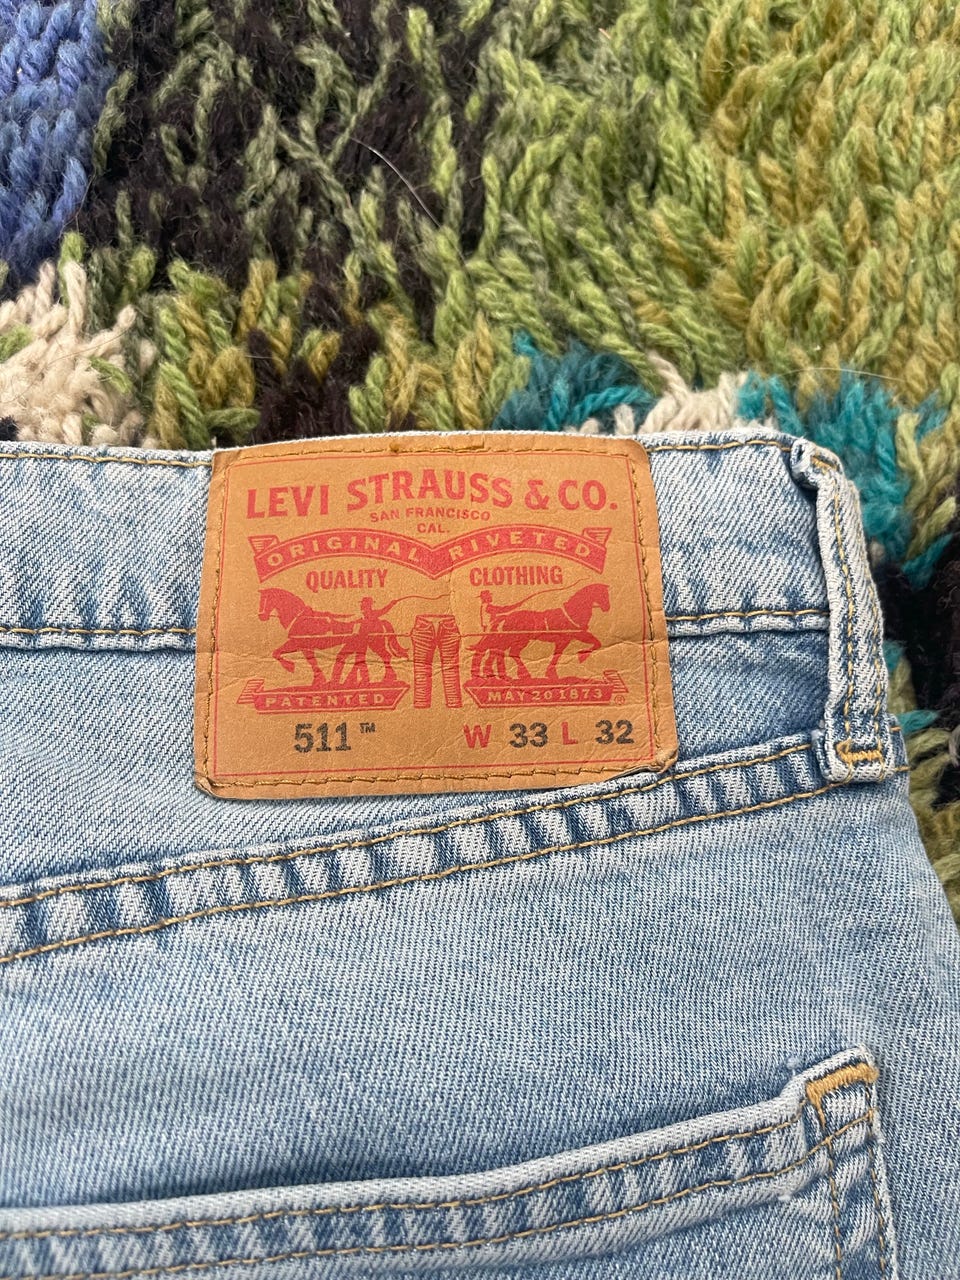 LEVI STRAUSS & CO.
SAN FRANCISCO
CAL.
ORIGINAL RIVETED
QUALITY CLOTHING
PATENTED MAY 20 1873
511™ W 33 L 32